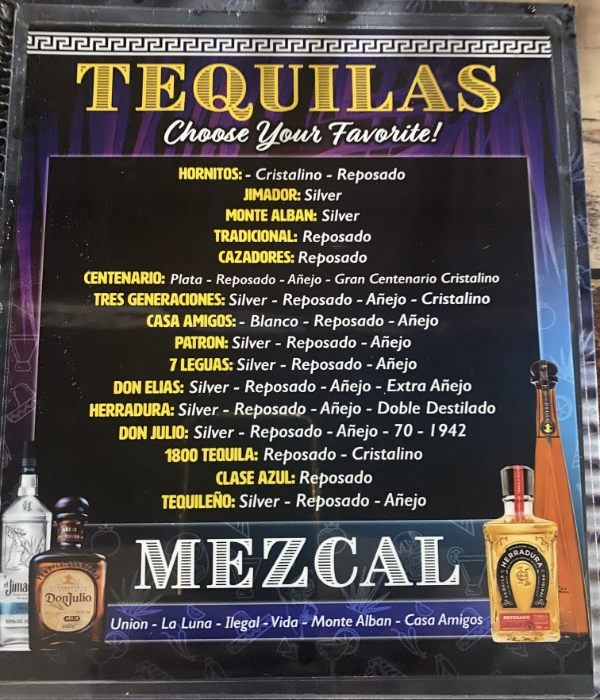 TEQUILAS
Choose Your Favorite!
HORNITOS: - Cristalino - Reposado
JIMADOR: Silver
MONTE ALBAN: Silver
TRADICIONAL: Reposado
CAZADORES: Reposado
CENTENARIO: Plata - Reposado - Añejo - Gran Centenario Cristalino
TRES GENERACIONES: Silver - Reposado - Añejo - Cristalino
CASA AMIGOS: - Blanco - Reposado - Añejo
PATRON: Silver - Reposado - Añejo
7 LEGUAS: Silver - Reposado - Añejo
DON ELIAS: Silver - Reposado - Añejo - Extra Añejo
HERRADURA: Silver - Reposado - Añejo - Doble Destilado
DON JULIO: Silver - Reposado - Añejo - 70 - 1942
1800 TEQUILA: Reposado - Cristalino
CLASE AZUL: Reposado
TEQUILEÑO: Silver - Reposado - Añejo
MEZCAL
Union - La Luna - Ilegal - Vida - Monte Alban - Casa Amigos
Jima
DonJulio
HERRADURA
REPOSADO